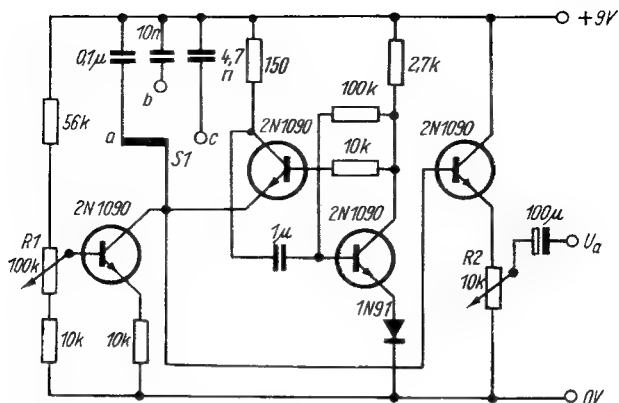 +9V
0,1μ
10n
4,7
n
150
2,7k
b
100k
56k
a
c
S1
2N1090
10k
2N1090
2N1090
2N1090
1μ
100μ
R1
100k
R2
10k
Ua
1N91
10k
10k
0V